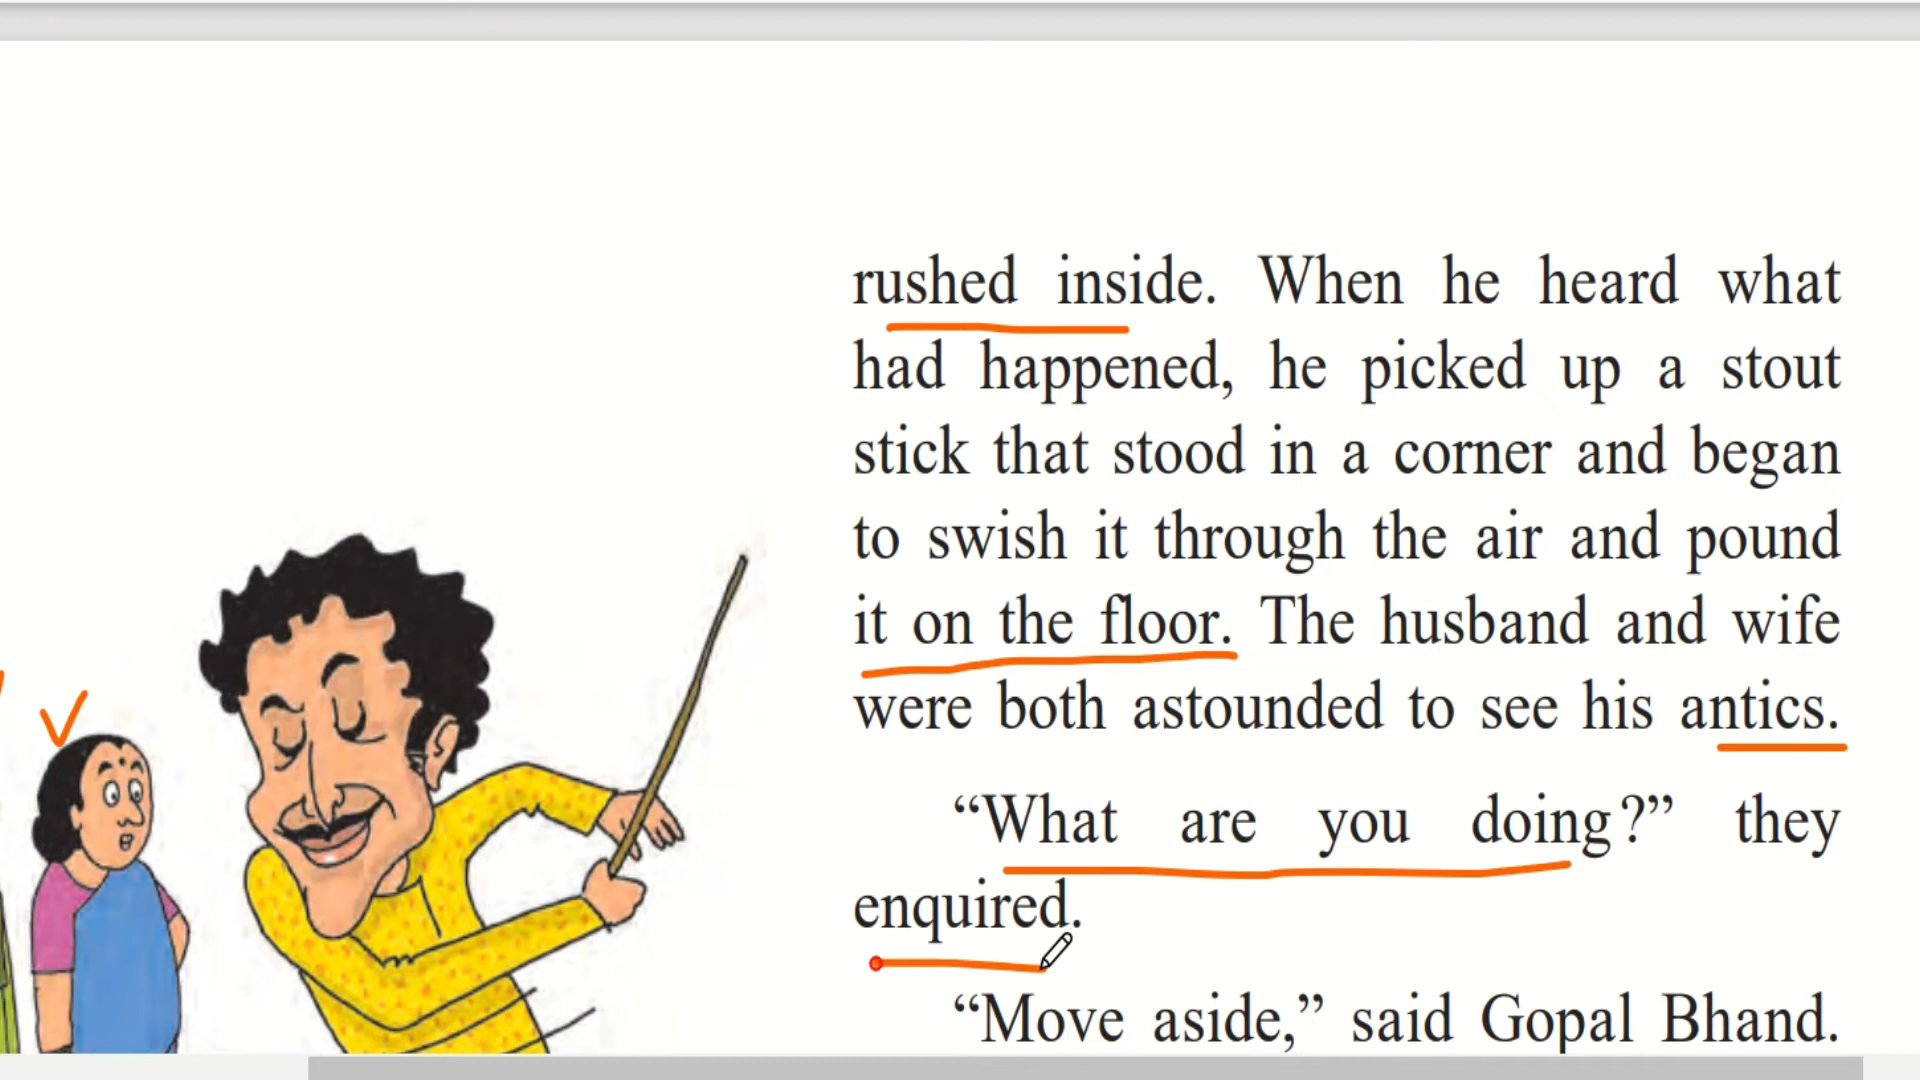 rushed inside. When he heard what
had happened, he picked up a stout
stick that stood in a corner and began
to swish it through the air and pound
it on the floor. The husband and wife
were both astounded to see his antics.
“What are you doing?” they
enquired.
“Move aside,” said Gopal Bhand.